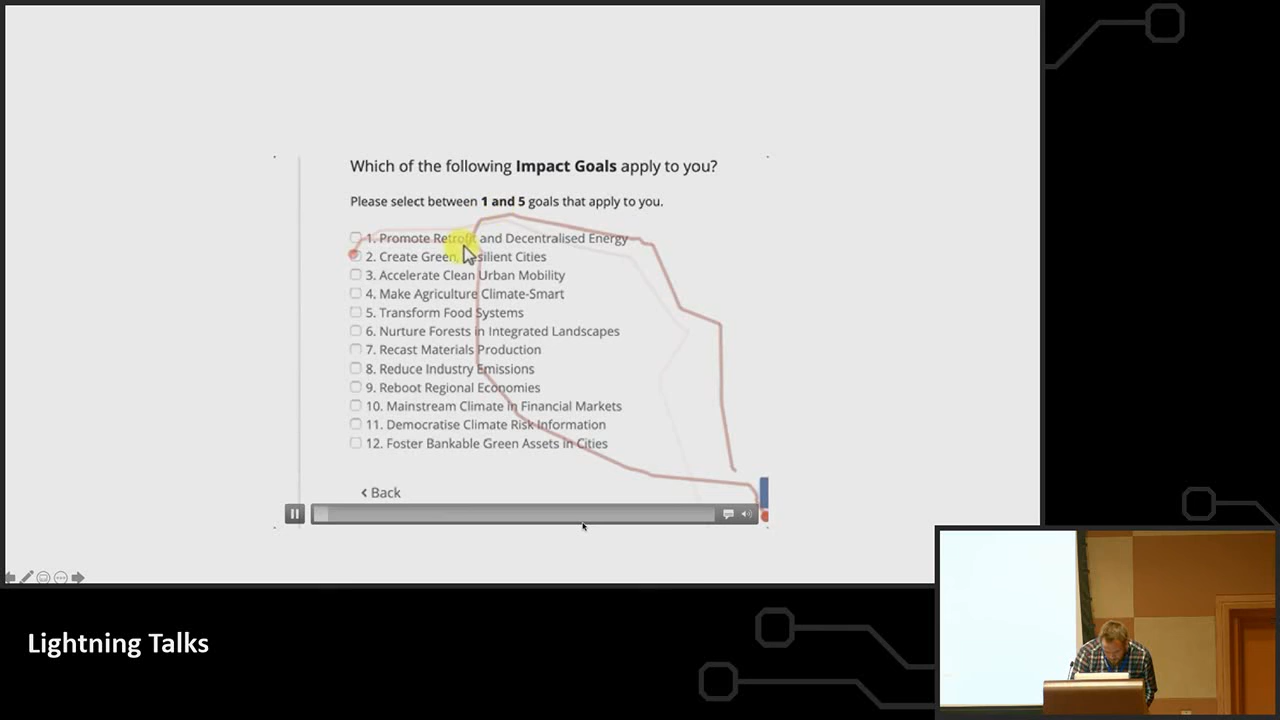 Which of the following Impact Goals apply to you?
Please select between 1 and 5 goals that apply to you.
1. Promote Retrofit and Decentralised Energy
2. Create Green, Resilient Cities
3. Accelerate Clean Urban Mobility
4. Make Agriculture Climate-Smart
5. Transform Food Systems
6. Nurture Forests in Integrated Landscapes
7. Recast Materials Production
8. Reduce Industry Emissions
9. Reboot Regional Economies
10. Mainstream Climate in Financial Markets
11. Democratise Climate Risk Information
12. Foster Bankable Green Assets in Cities
Back
Lightning Talks